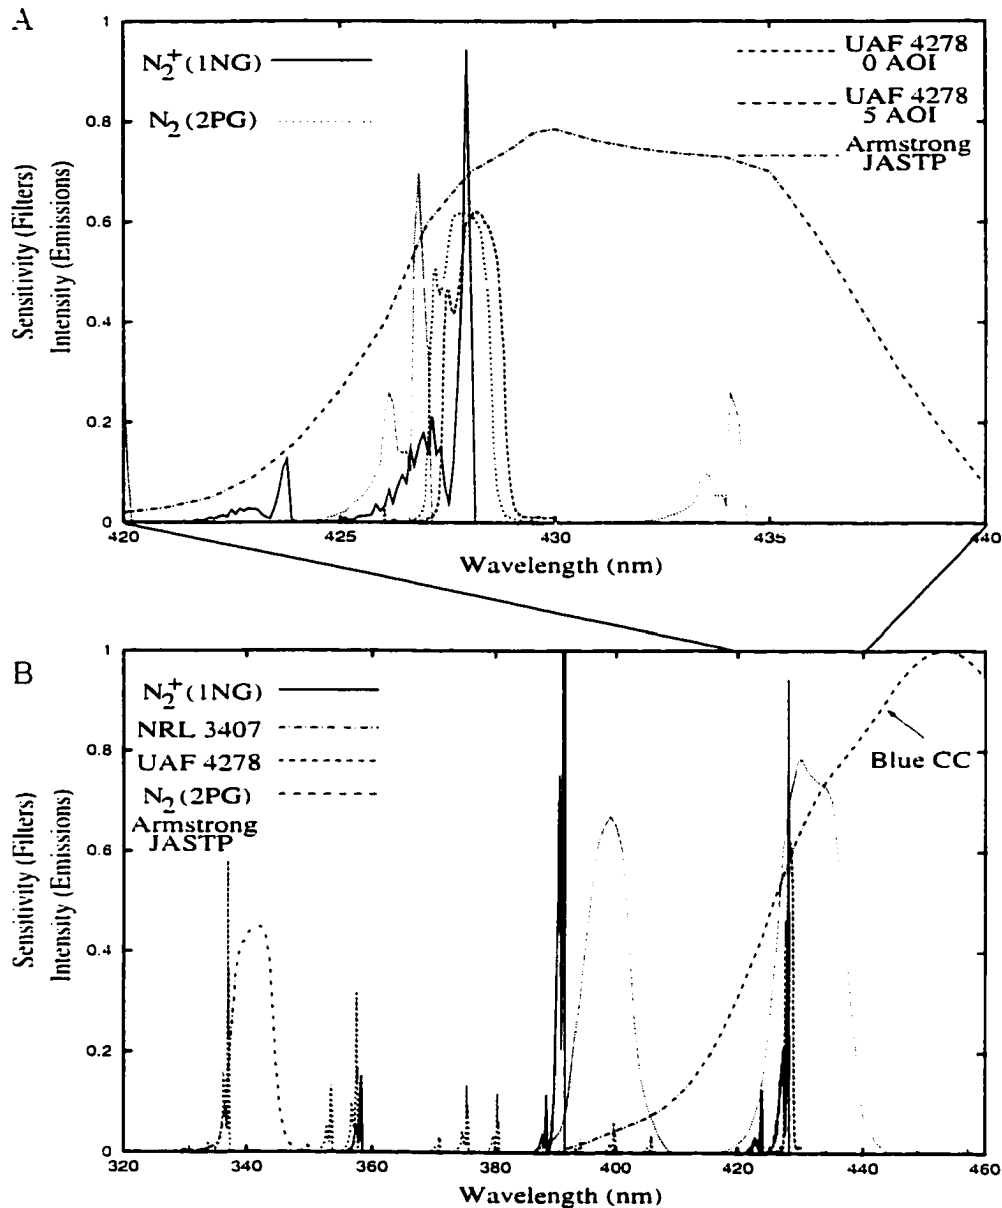 A
1
0.8
0.6
0.4
0.2
0
N₂⁺(1NG)
N₂(2PG)
UAF 4278
0 AOI
UAF 4278
5 AOI
Armstrong
JASTP
Sensitivity (Filters)
Intensity (Emissions)
420
425
430
435
440
Wavelength (nm)
B
1
0.8
0.6
0.4
0.2
0
N₂⁺(1NG)
NRL 3407
UAF 4278
N₂(2PG)
Armstrong
JASTP
Blue CC
Sensitivity (Filters)
Intensity (Emissions)
320
340
360
380
400
420
440
460
Wavelength (nm)